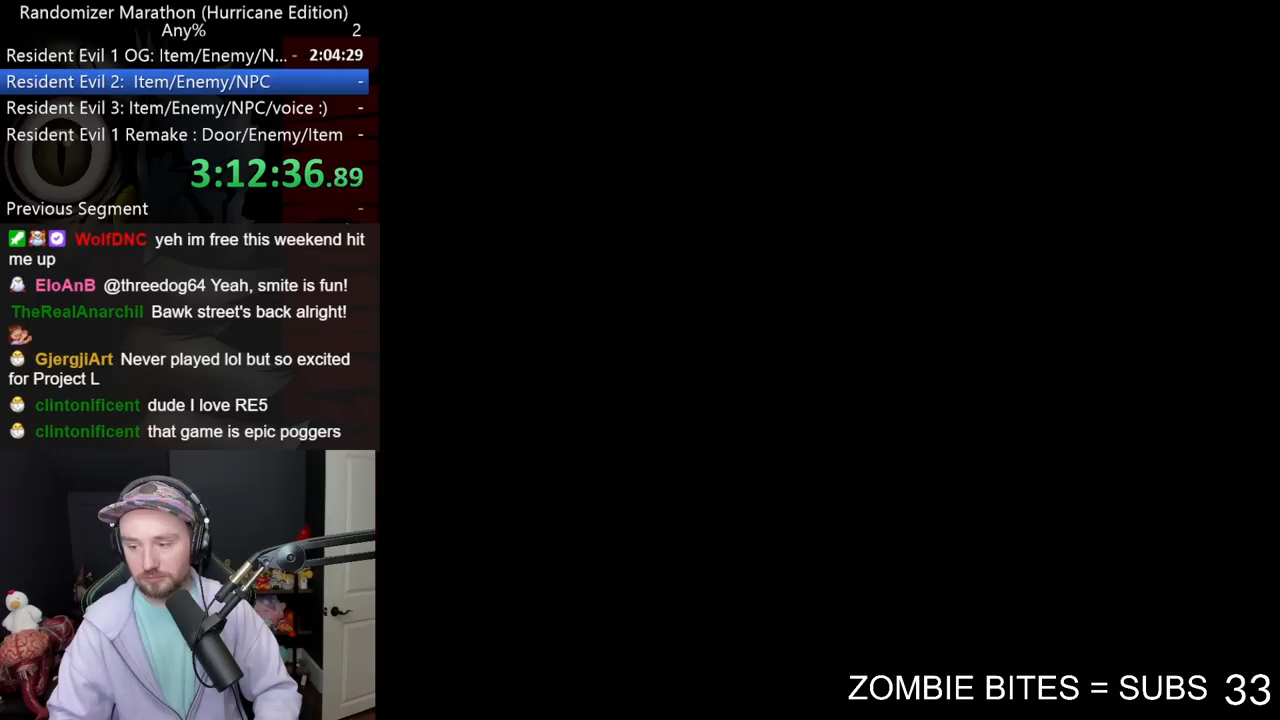 Randomizer Marathon (Hurricane Edition)
Any% 2
Resident Evil 1 OG: Item/Enemy/N... - 2:04:29
Resident Evil 2: Item/Enemy/NPC -
Resident Evil 3: Item/Enemy/NPC/voice :) -
Resident Evil 1 Remake : Door/Enemy/Item -
3:12:36.89
Previous Segment -
WolfDNC yeh im free this weekend hit
me up
EloAnB @threedog64 Yeah, smite is fun!
TheRealAnarchil Bawk street's back alright!
GjergjiArt Never played lol but so excited
for Project L
clintonificent dude I love RE5
clintonificent that game is epic poggers
ZOMBIE BITES = SUBS 33